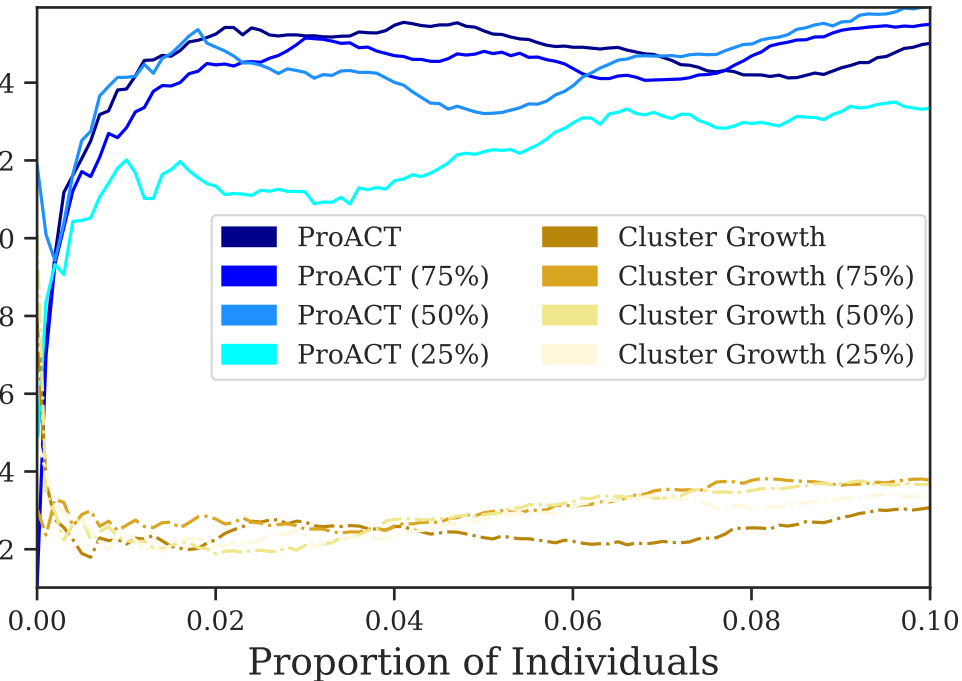 4
2
0
8
6
4
2
ProACT
ProACT (75%)
ProACT (50%)
ProACT (25%)
Cluster Growth
Cluster Growth (75%)
Cluster Growth (50%)
Cluster Growth (25%)
0.00 0.02 0.04 0.06 0.08 0.10
Proportion of Individuals